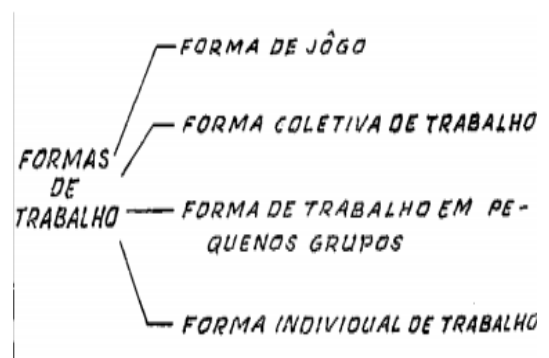 FORMA DE JÔGO
FORMA COLETIVA DE TRABALHO
FORMAS
DE
TRABALHO
FORMA DE TRABALHO EM PE-
QUENOS GRUPOS
FORMA INDIVIDUAL DE TRABALHO